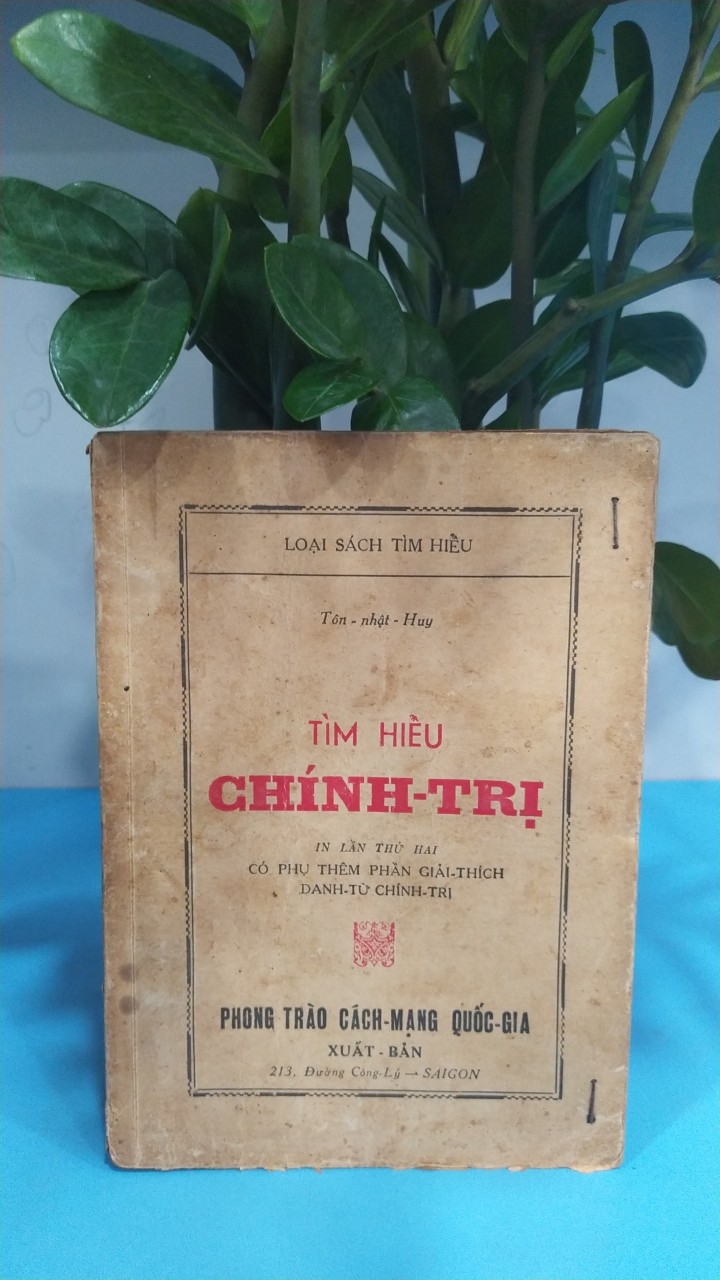 LOẠI SÁCH TÌM HIỂU
Tôn - nhật - Huy
TÌM HIỂU
CHÍNH-TRỊ
IN LẦN THỨ HAI
CÓ PHỤ THÊM PHẦN GIẢI-THÍCH
DANH-TỪ CHÍNH-TRỊ
PHONG TRÀO CÁCH-MẠNG QUỐC-GIA
XUẤT - BẢN
213, Đường Công-Lý — SAIGON